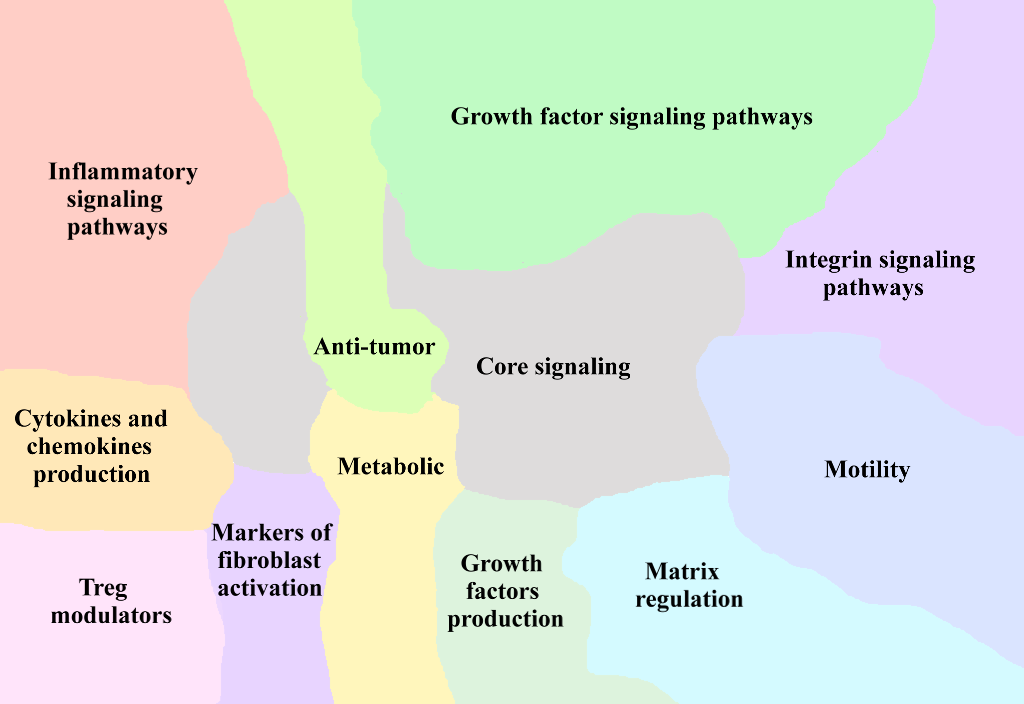 Growth factor signaling pathways
Inflammatory
signaling
pathways
Integrin signaling
pathways
Anti-tumor
Core signaling
Cytokines and
chemokines
production
Metabolic
Motility
Markers of
fibroblast
activation
Growth
factors
production
Matrix
regulation
Treg
modulators